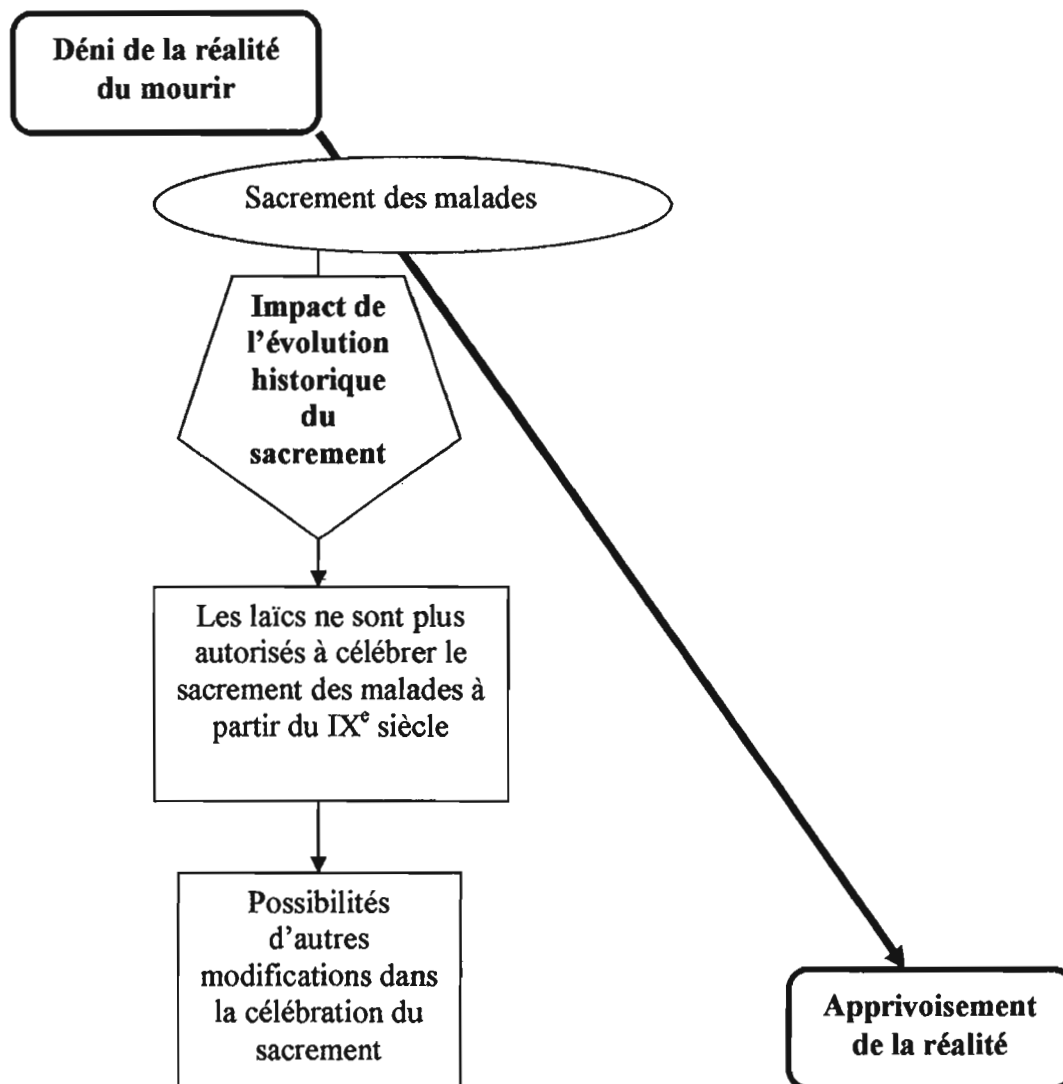 Déni de la réalité
du mourir
Sacrement des malades
Impact de
l'évolution
historique
du
sacrement
Les laïcs ne sont plus
autorisés à célébrer le
sacrement des malades à
partir du IXe siècle
Possibilités
d'autres
modifications dans
la célébration du
sacrement
Apprivoisement
de la réalité